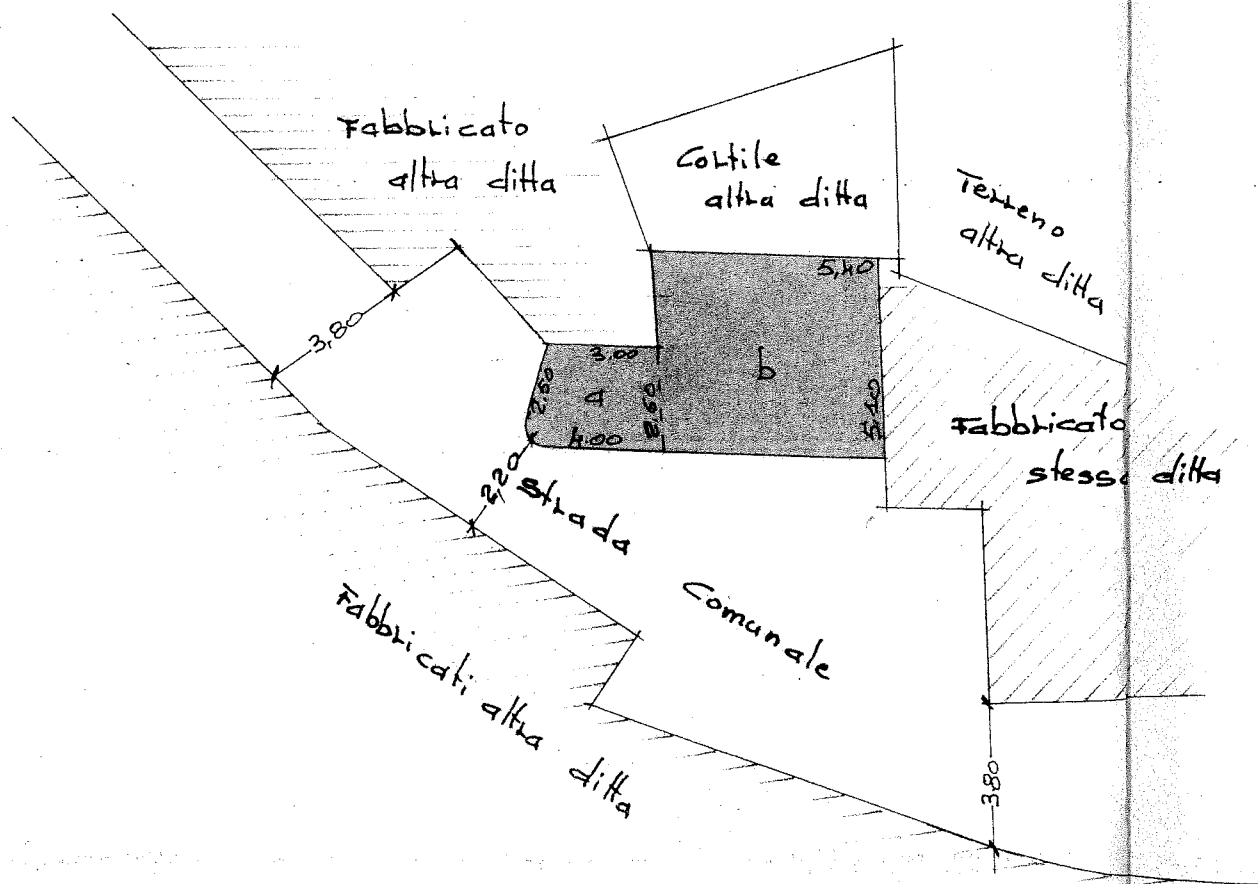 Fabbricato
altra ditta
Cortile
altra ditta
Terreno
altra ditta
5,40
3,80
3,00
2,50
a
2,60
b
5,40
4,00
Fabbricato
stessa ditta
2,20
Strada
Comunale
Fabbricati altra ditta
3,80